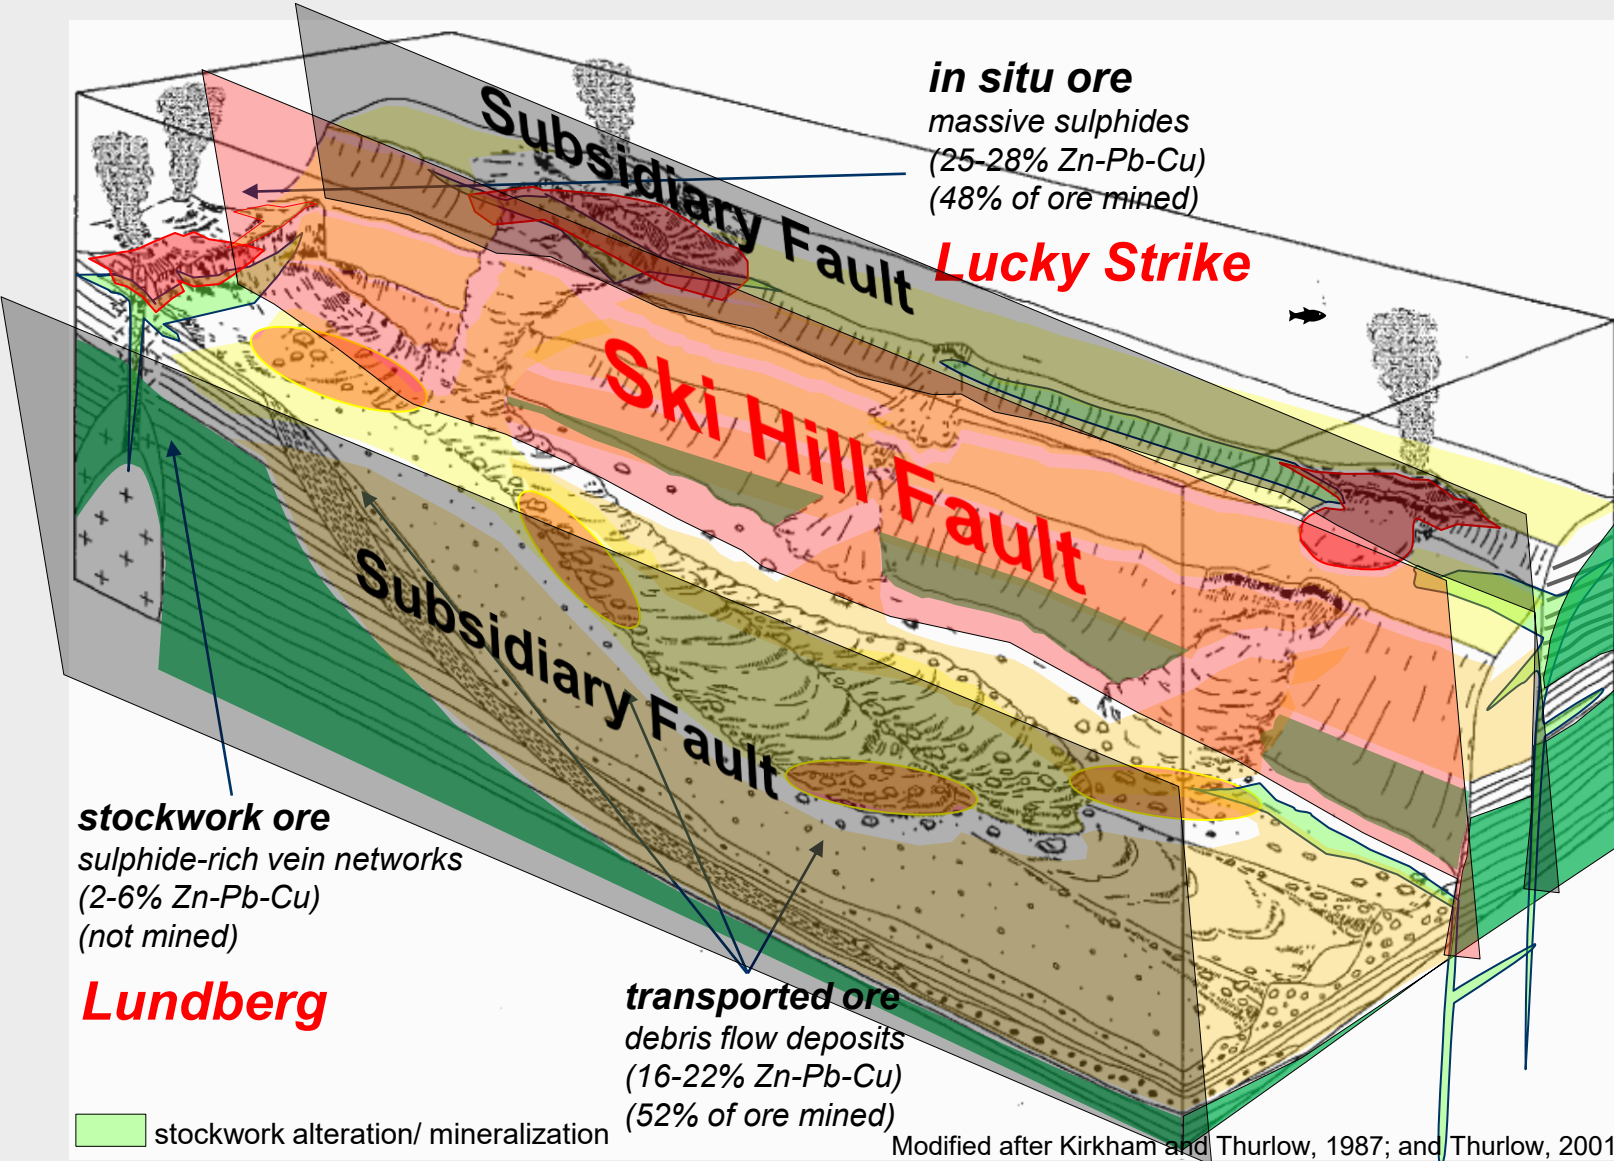 in situ ore
massive sulphides
(25-28% Zn-Pb-Cu)
(48% of ore mined)
Lucky Strike
Subsidiary Fault
Ski Hill Fault
Subsidiary Fault
stockwork ore
sulphide-rich vein networks
(2-6% Zn-Pb-Cu)
(not mined)
Lundberg
transported ore
debris flow deposits
(16-22% Zn-Pb-Cu)
(52% of ore mined)
stockwork alteration/ mineralization
Modified after Kirkham and Thurlow, 1987; and Thurlow, 2001